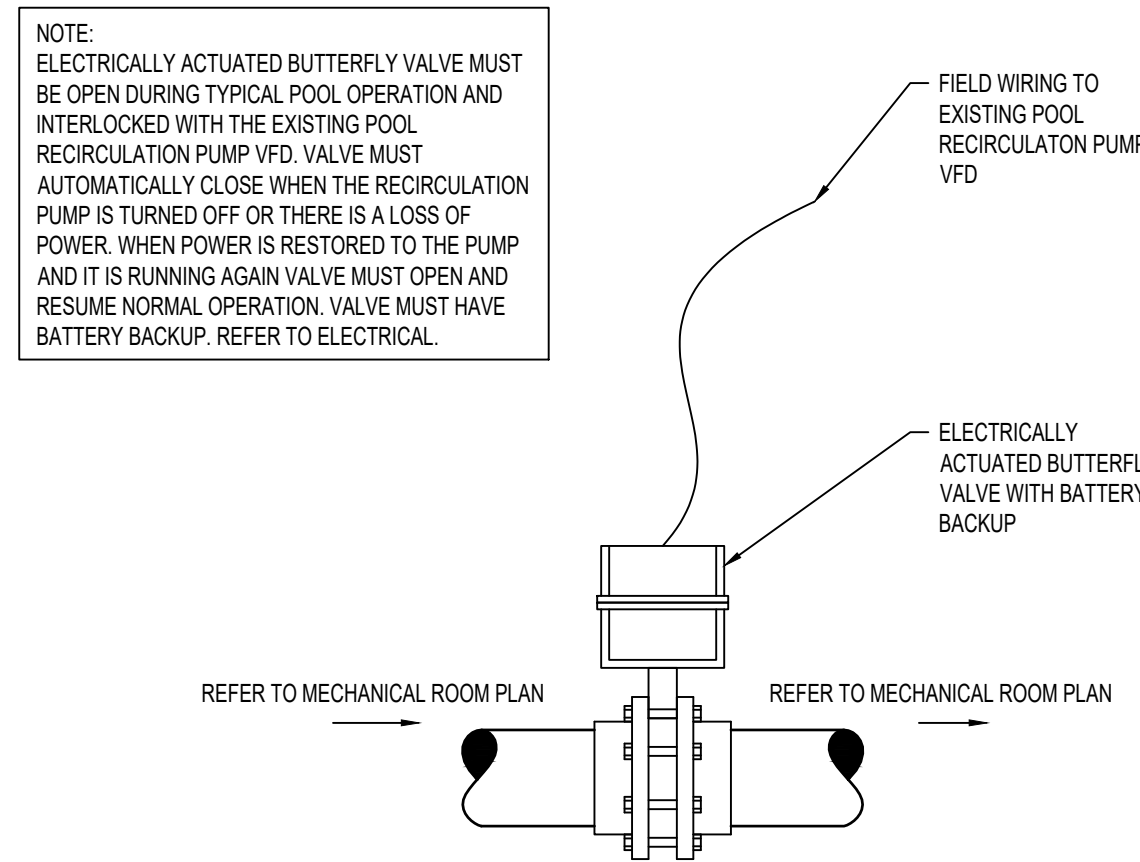 NOTE:
ELECTRICALLY ACTUATED BUTTERFLY VALVE MUST
BE OPEN DURING TYPICAL POOL OPERATION AND
INTERLOCKED WITH THE EXISTING POOL
RECIRCULATION PUMP VFD. VALVE MUST
AUTOMATICALLY CLOSE WHEN THE RECIRCULATION
PUMP IS TURNED OFF OR THERE IS A LOSS OF
POWER. WHEN POWER IS RESTORED TO THE PUMP
AND IT IS RUNNING AGAIN VALVE MUST OPEN AND
RESUME NORMAL OPERATION. VALVE MUST HAVE
BATTERY BACKUP. REFER TO ELECTRICAL.
FIELD WIRING TO
EXISTING POOL
RECIRCULATON PUMP
VFD
ELECTRICALLY
ACTUATED BUTTERFL
VALVE WITH BATTERY
BACKUP
REFER TO MECHANICAL ROOM PLAN
REFER TO MECHANICAL ROOM PLAN